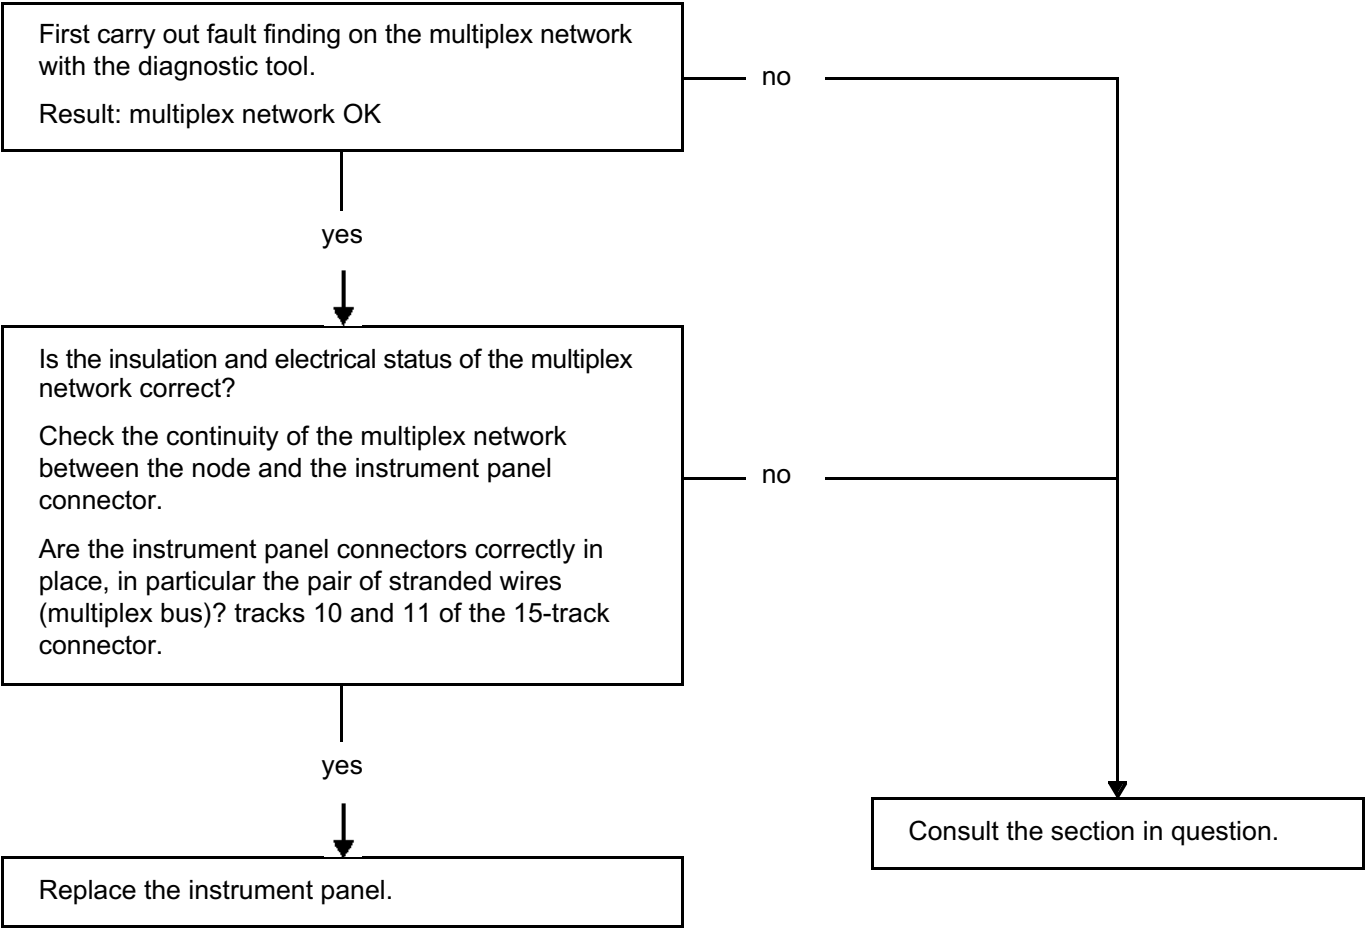 First carry out fault finding on the multiplex network
with the diagnostic tool.
Result: multiplex network OK
no
yes
Is the insulation and electrical status of the multiplex
network correct?
Check the continuity of the multiplex network
between the node and the instrument panel
connector.
Are the instrument panel connectors correctly in
place, in particular the pair of stranded wires
(multiplex bus)? tracks 10 and 11 of the 15-track
connector.
no
yes
Consult the section in question.
Replace the instrument panel.